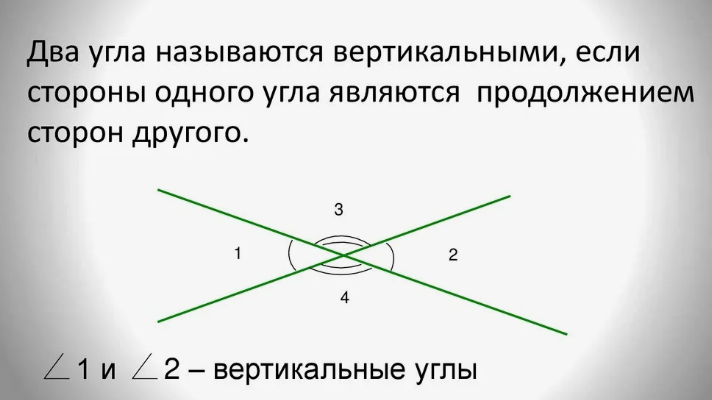 Два угла называются вертикальными, если
стороны одного угла являются продолжением
сторон другого.
3
1
2
4
∠1 и ∠2 – вертикальные углы